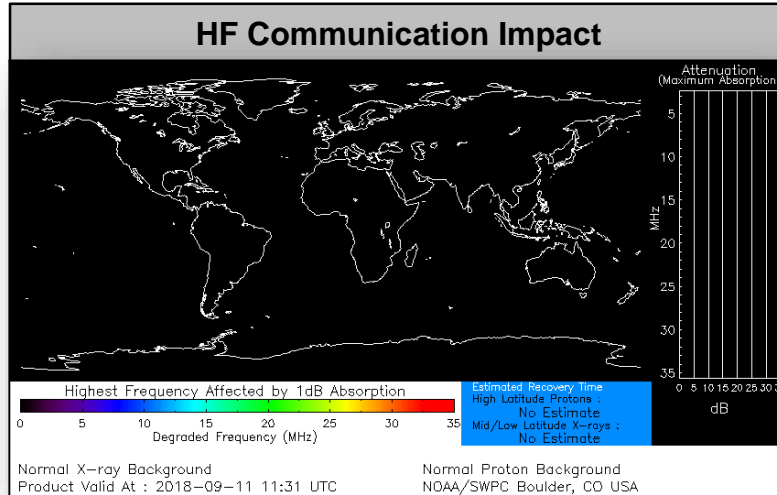 HF Communication Impact
Attenuation
(Maximum Absorption
5
10
15
MHz
20
25
30
35
0 5 10 15 20 25 30
dB
Highest Frequency Affected by 1dB Absorption
0 5 10 15 20 25 30 35
Degraded Frequency (MHz)
Estimated Recovery Time
High Latitude Protons :
No Estimate
Mid/Low Latitude X-rays :
No Estimate
Normal X-ray Background
Product Valid At : 2018-09-11 11:31 UTC
Normal Proton Background
NOAA/SWPC Boulder, CO USA